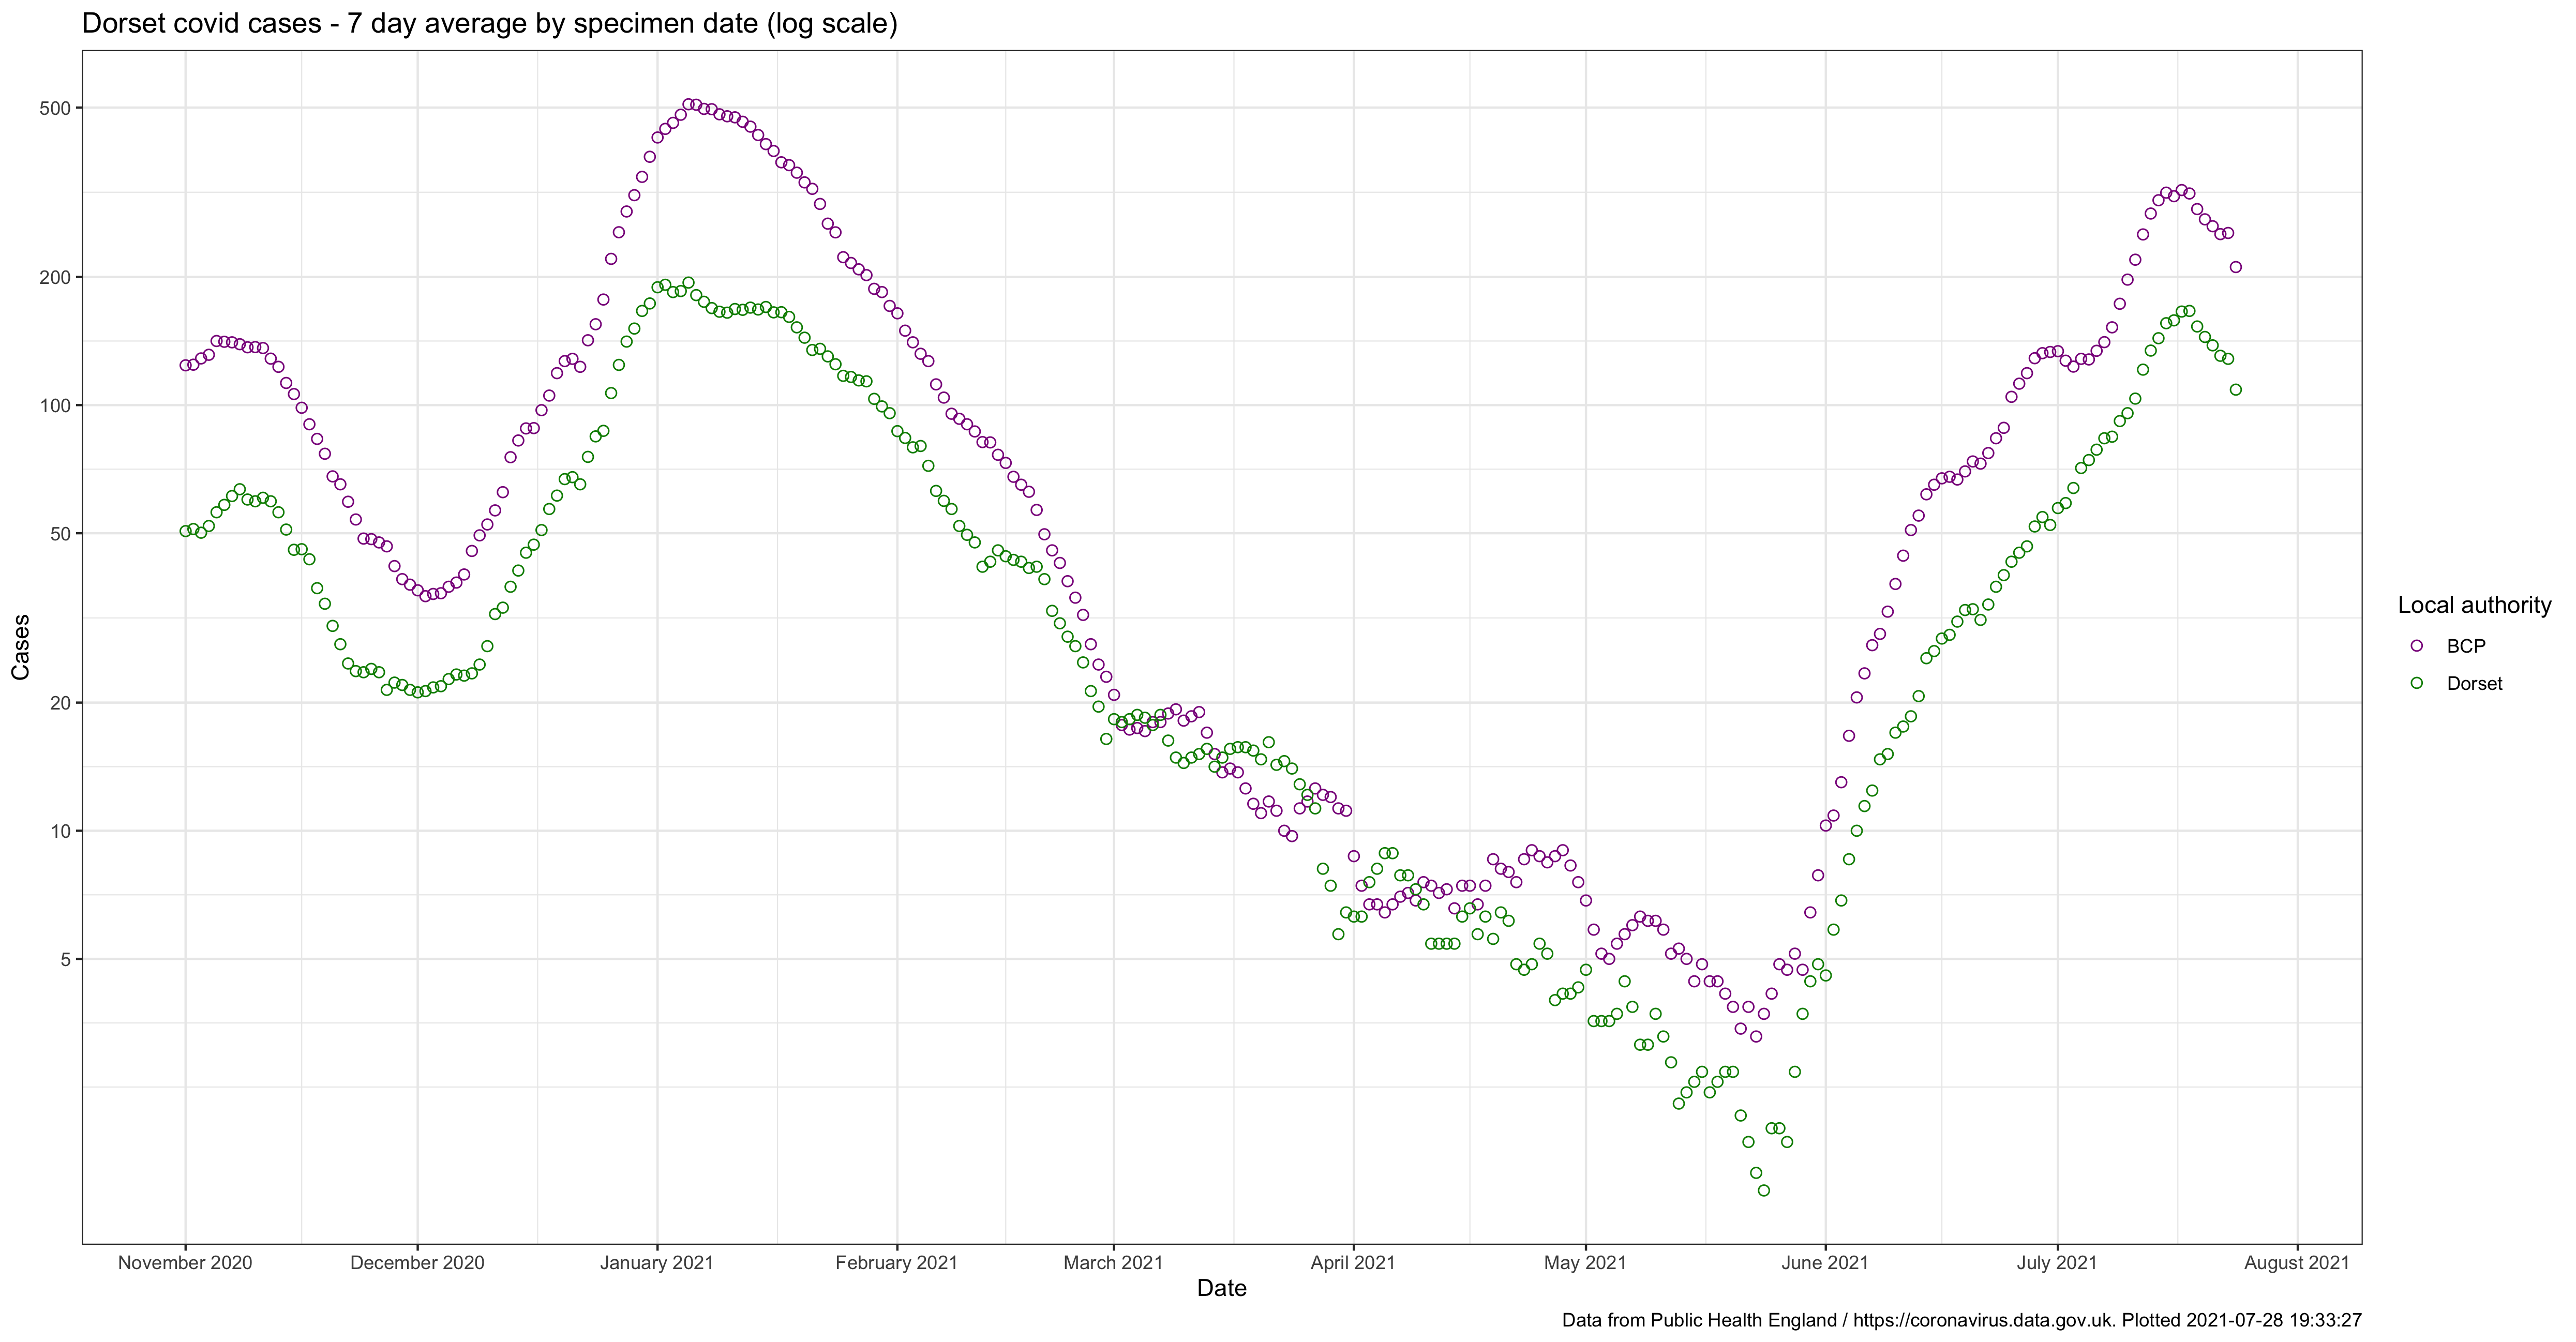 Dorset covid cases - 7 day average by specimen date (log scale)
Cases
500
200
100
50
20
10
5
November 2020
December 2020
January 2021
February 2021
March 2021
April 2021
May 2021
June 2021
July 2021
August 2021
Date
Local authority
BCP
Dorset
Data from Public Health England / https://coronavirus.data.gov.uk. Plotted 2021-07-28 19:33:27